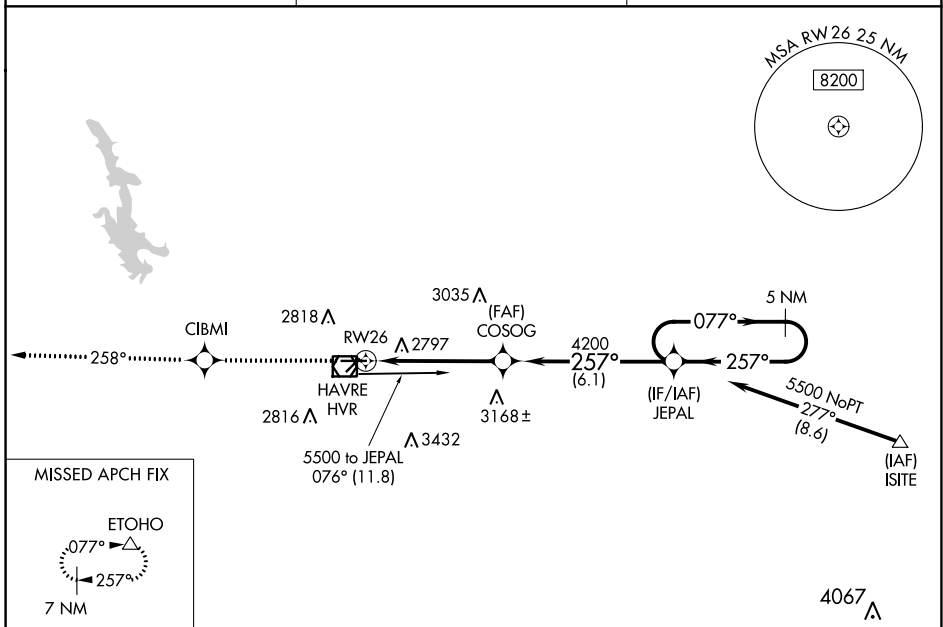 MSA RW 26 25 NM
8200
3035
(FAF)
COSOG
2818
CIBMI
RW26
2797
5 NM
077°
4200
257°
(6.1)
257°
258°
HAVRE
HVR
(IF/IAF)
JEPAL
5500 NoPT
277°
(8.6)
2816
3168 ±
3432
5500 to JEPAL
076° (11.8)
(IAF)
ISITE
MISSED APCH FIX
ETOHO
077°
257°
7 NM
4067